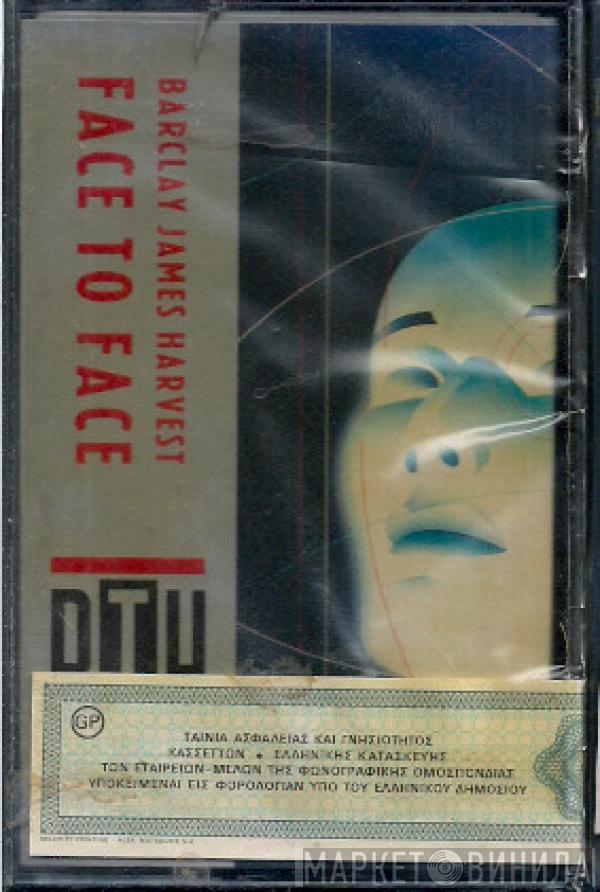 BARCLAY JAMES HARVEST
FACE TO FACE
GP
ΤΑΙΝΙΑ ΑΣΦΑΛΕΙΑΣ ΚΑΙ ΓΝΗΣΙΟΤΗΤΟΣ
ΚΑΣΣΕΤΤΩΝ • ΕΛΛΗΝΙΚΗΣ ΚΑΤΑΣΚΕΥΗΣ
ΤΩΝ ΕΤΑΙΡΕΙΩΝ-ΜΕΛΩΝ ΤΗΣ ΦΩΝΟΓΡΑΦΙΚΗΣ ΟΜΟΣΠΟΝΔΙΑΣ
ΥΠΟΚΕΙΜΕΝΑΙ ΕΙΣ ΦΟΡΟΛΟΓΙΑΝ ΥΠΟ ΤΟΥ ΕΛΛΗΝΙΚΟΥ ΔΗΜΟΣΙΟΥ
МАРКЕТ ВИНИЛА